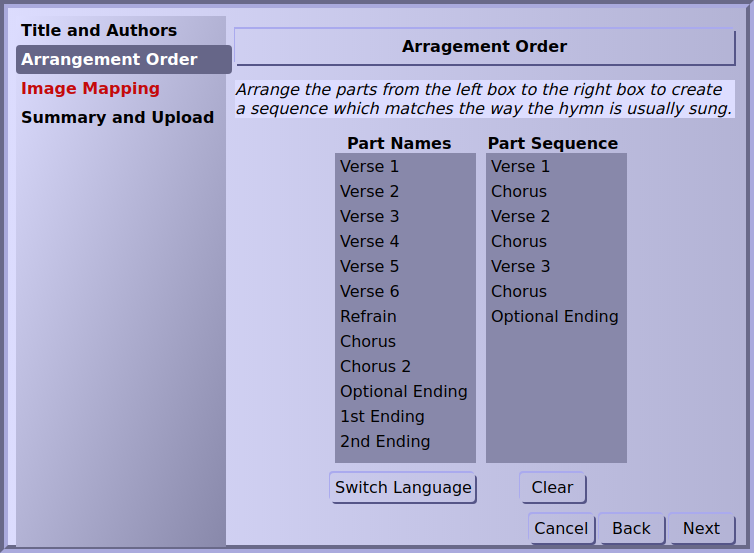 Title and Authors
Arrangement Order
Image Mapping
Summary and Upload
Arragement Order
Arrange the parts from the left box to the right box to create
a sequence which matches the way the hymn is usually sung.
Part Names
Verse 1
Verse 2
Verse 3
Verse 4
Verse 5
Verse 6
Refrain
Chorus
Chorus 2
Optional Ending
1st Ending
2nd Ending
Part Sequence
Verse 1
Chorus
Verse 2
Chorus
Verse 3
Chorus
Optional Ending
Switch Language
Clear
Cancel
Back
Next